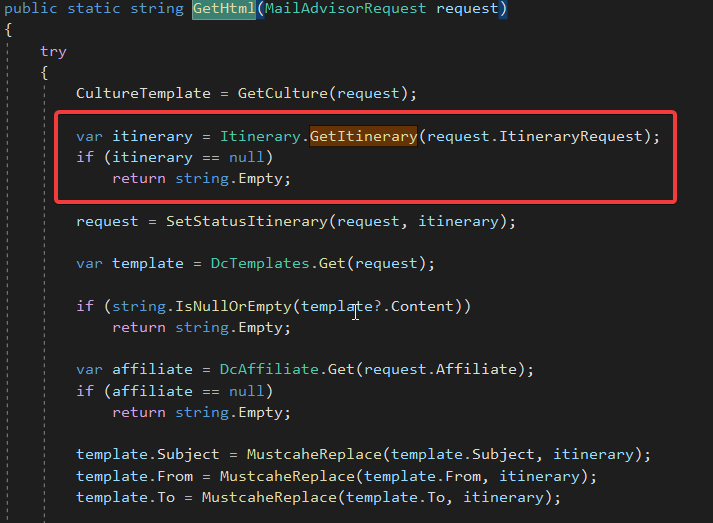 public static string GetHtml(MailAdvisorRequest request)
{
try
{
CultureTemplate = GetCulture(request);
var itinerary = Itinerary.GetItinerary(request.ItineraryRequest);
if (itinerary == null)
return string.Empty;
request = SetStatusItinerary(request, itinerary);
var template = DcTemplates.Get(request);
if (string.IsNullOrEmpty(template?.Content))
return string.Empty;
var affiliate = DcAffiliate.Get(request.Affiliate);
if (affiliate == null)
return string.Empty;
template.Subject = MustcaheReplace(template.Subject, itinerary);
template.From = MustcaheReplace(template.From, itinerary);
template.To = MustcaheReplace(template.To, itinerary);